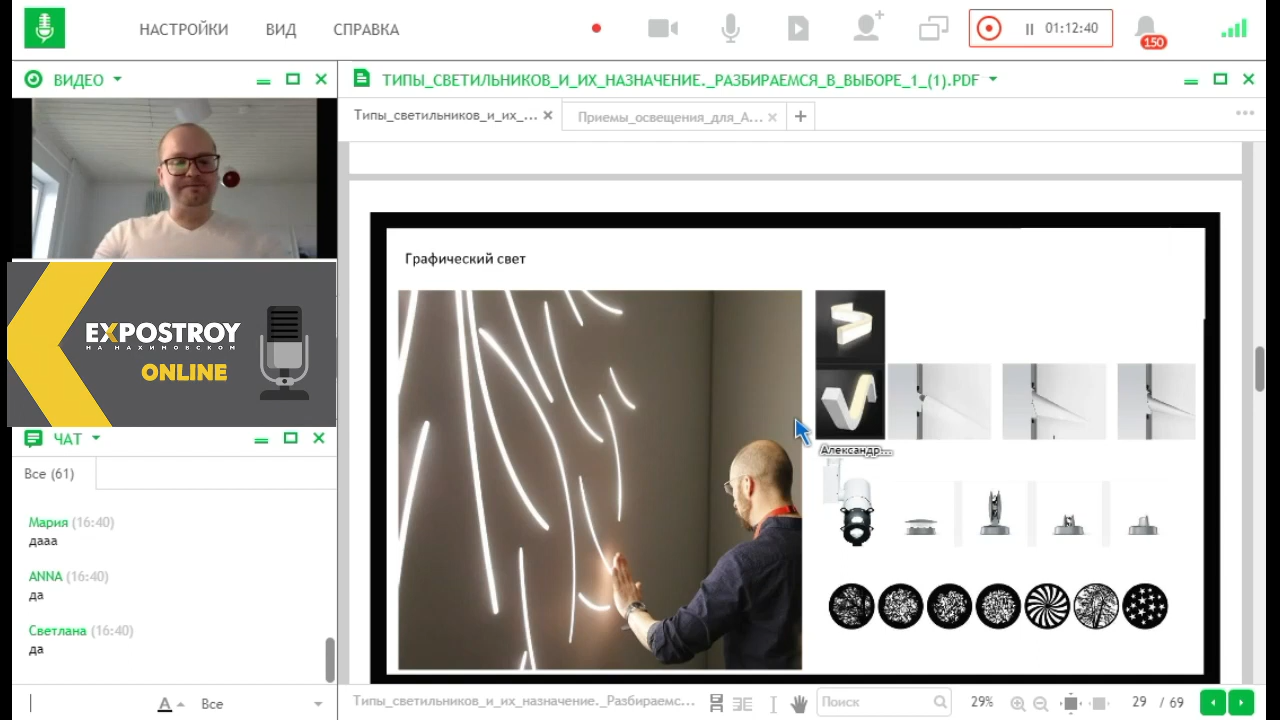 НАСТРОЙКИ ВИД СПРАВКА
01:12:40
150
ВИДЕО
ТИПЫ_СВЕТИЛЬНИКОВ_И_ИХ_НАЗНАЧЕНИЕ._РАЗБИРАЕМСЯ_В_ВЫБОРЕ_1_(1).PDF
Типы_светильников_и_их_...
Приемы_освещения_для_А...
Графический свет
EXPOSTROY
НА НАХИМОВСКОМ
ONLINE
Александр...
ЧАТ
Все (61)
Мария (16:40)
дааа
ANNA (16:40)
да
Светлана (16:40)
да
A Все
Типы_светильников_и_их_назначение._Разбираемс...
Поиск
29%
29 / 69